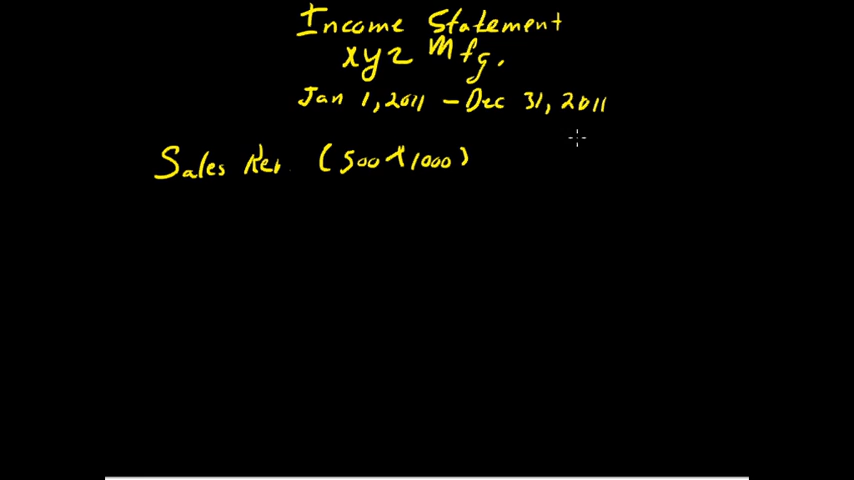 Income Statement
xyz Mfg.
Jan 1, 2011 - Dec 31, 2011
Sales Rev. (500 x 1000)